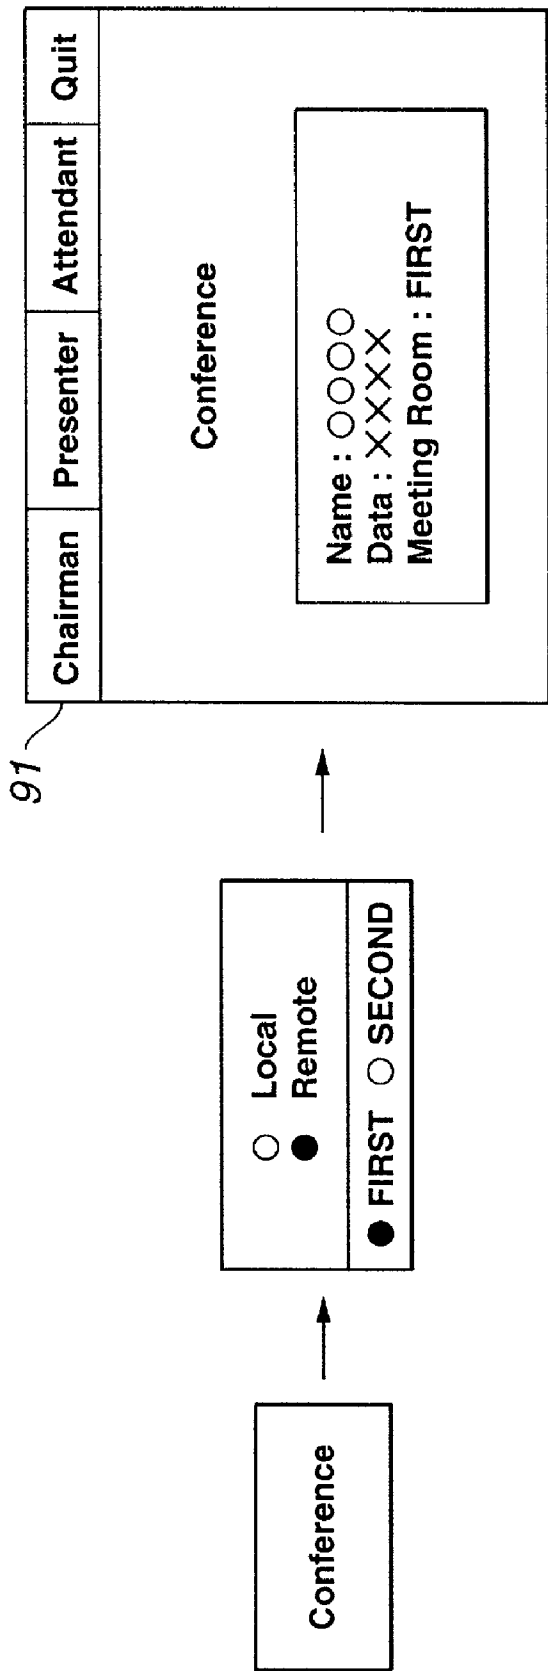 Conference
○ Local
● Remote
● FIRST ○ SECOND
91
Chairman Presenter Attendant Quit
Conference
Name : ○○○○
Data : ××××
Meeting Room : FIRST